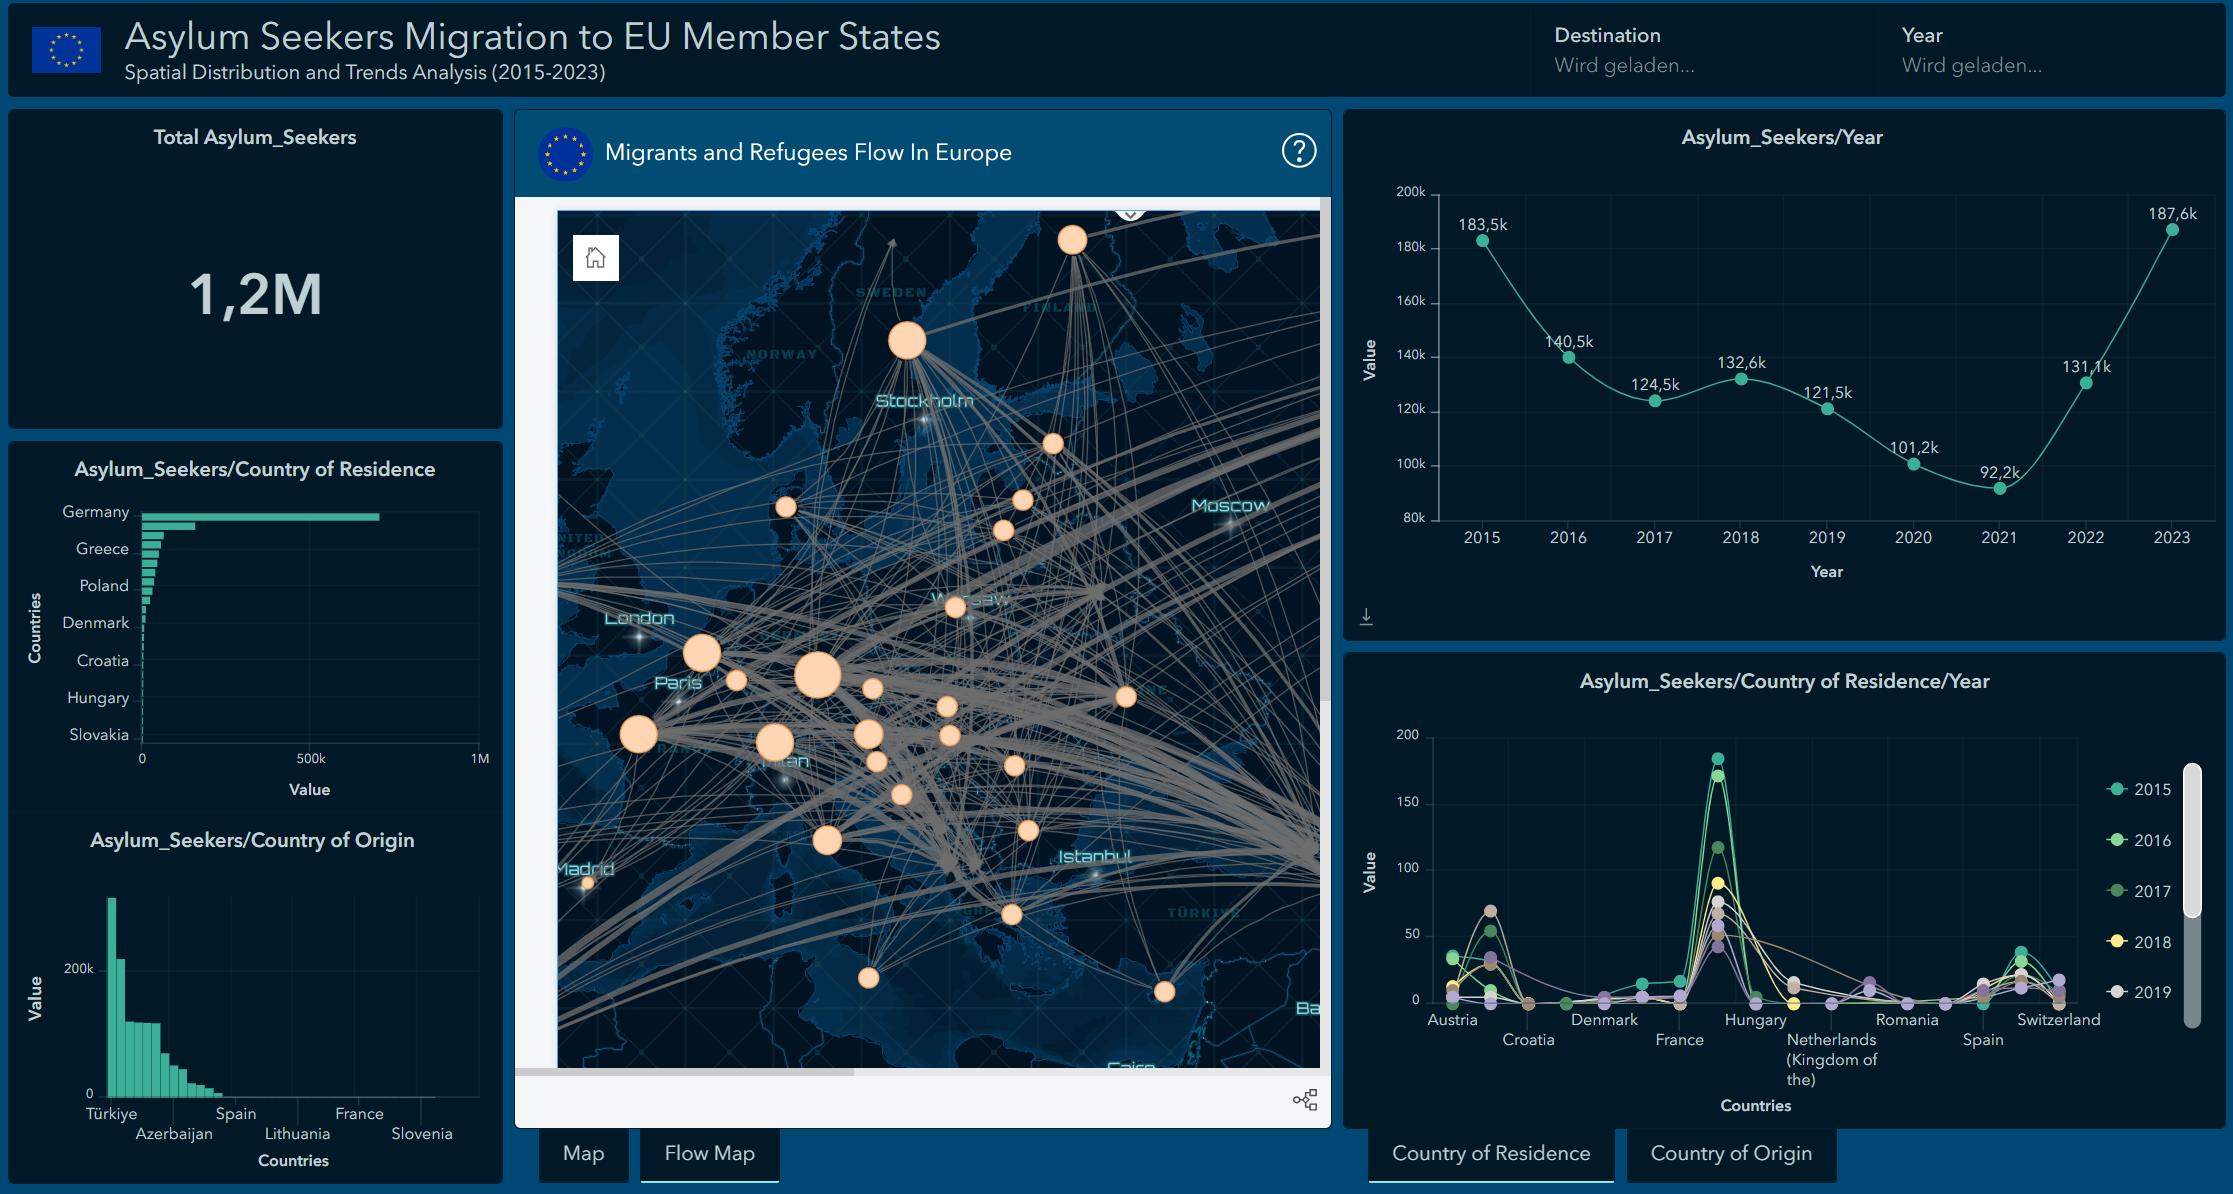 Asylum Seekers Migration to EU Member States
Spatial Distribution and Trends Analysis (2015-2023)
Destination
Wird geladen...
Year
Wird geladen...
Total Asylum_Seekers
1,2M
Asylum_Seekers/Country of Residence
Countries
Germany
Greece
Poland
Denmark
Croatia
Hungary
Slovakia
0 500k 1M
Value
Asylum_Seekers/Country of Origin
Value
200k
0
Türkiye Spain France
Azerbaijan Lithuania Slovenia
Countries
Migrants and Refugees Flow In Europe
?
SWEDEN
FINLAND
NORWAY
Stockholm
Moscow
London
Paris
Madrid
Istanbul
TÜRKIYE
Cairo
Map
Flow Map
Asylum_Seekers/Year
Value
200k
180k
160k
140k
120k
100k
80k
183,5k
140,5k
124,5k
132,6k
121,5k
101,2k
92,2k
131,1k
187,6k
2015 2016 2017 2018 2019 2020 2021 2022 2023
Year
Asylum_Seekers/Country of Residence/Year
Value
200
150
100
50
0
Austria Denmark Hungary Romania Switzerland
Croatia France Netherlands Spain
(Kingdom of
the)
Countries
2015
2016
2017
2018
2019
Country of Residence
Country of Origin